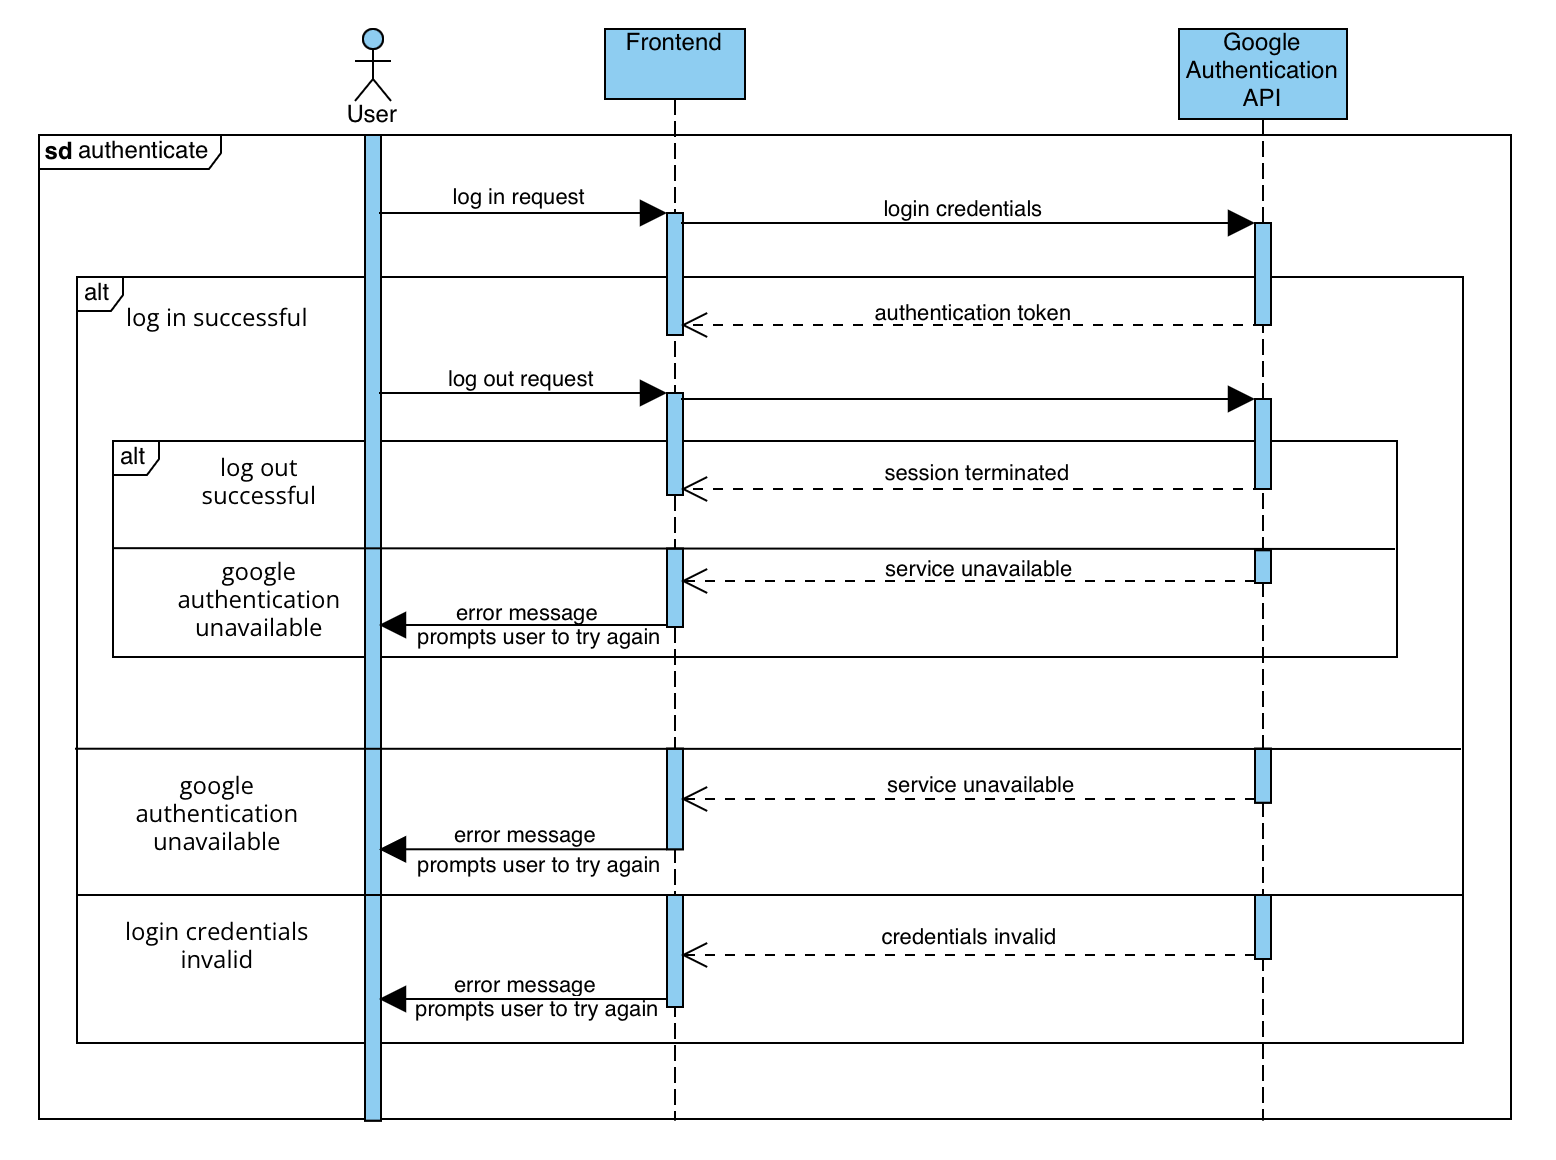 User
Frontend
Google
Authentication
API
sd authenticate
log in request
login credentials
alt
log in successful
authentication token
log out request
alt
log out
successful
session terminated
google
authentication
unavailable
service unavailable
error message
prompts user to try again
google
authentication
unavailable
service unavailable
error message
prompts user to try again
login credentials
invalid
credentials invalid
error message
prompts user to try again